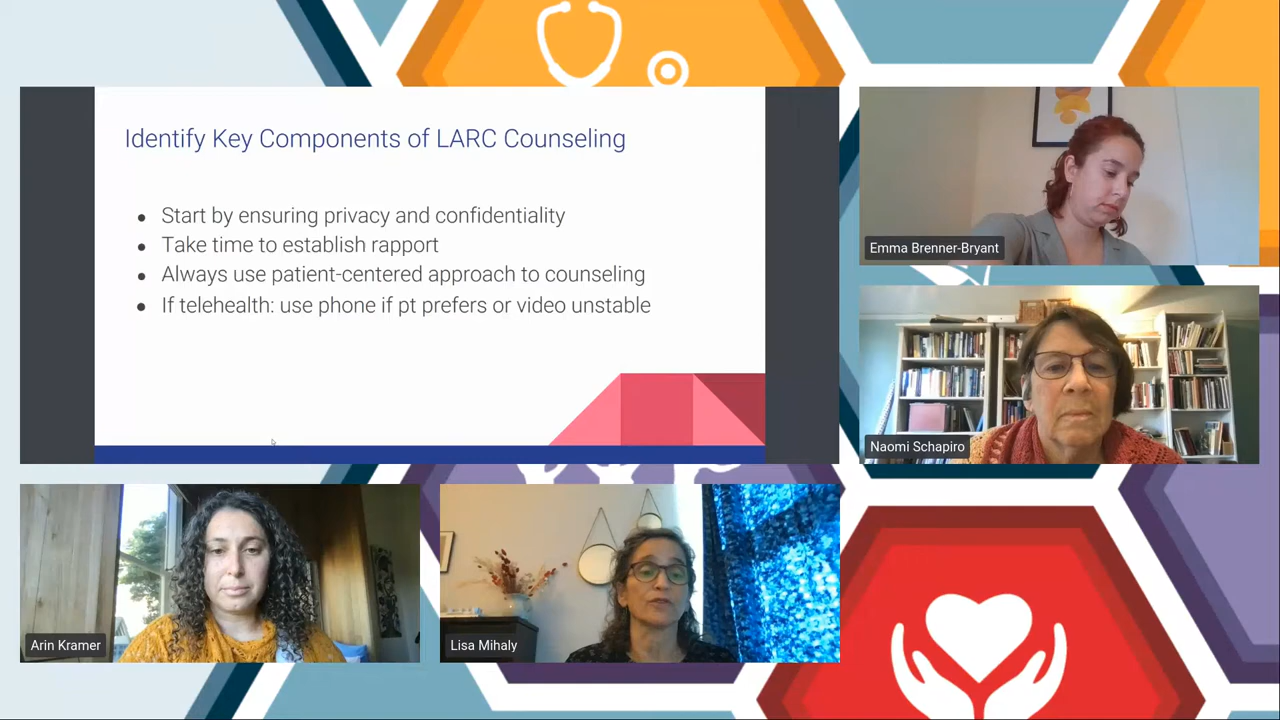 Identify Key Components of LARC Counseling
● Start by ensuring privacy and confidentiality
● Take time to establish rapport
● Always use patient-centered approach to counseling
● If telehealth: use phone if pt prefers or video unstable
Emma Brenner-Bryant
Naomi Schapiro
Arin Kramer
Lisa Mihaly